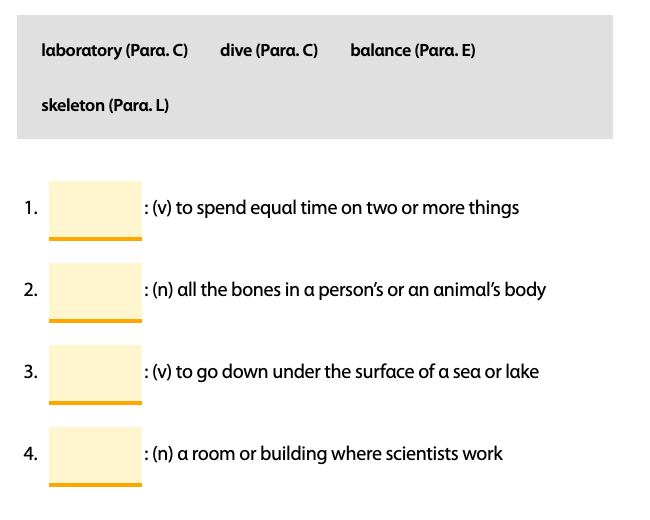 laboratory (Para. C) dive (Para. C) balance (Para. E)
skeleton (Para. L)
1. : (v) to spend equal time on two or more things
2. : (n) all the bones in a person's or an animal's body
3. : (v) to go down under the surface of a sea or lake
4. : (n) a room or building where scientists work